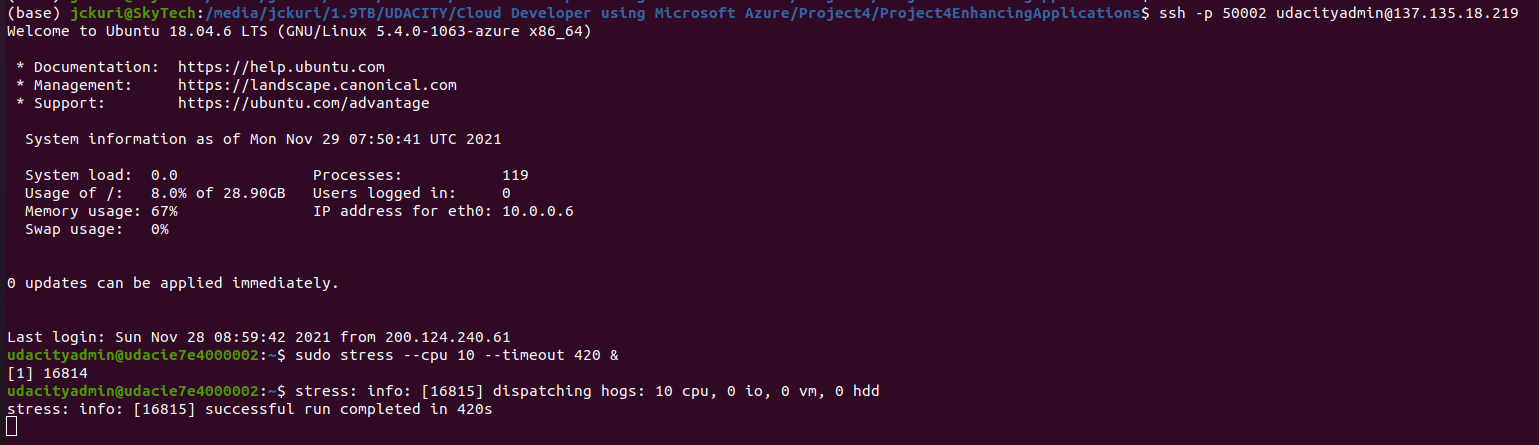 (base) jckuri@SkyTech:/media/jckuri/1.9TB/UDACITY/Cloud Developer using Microsoft Azure/Project4/Project4EnhancingApplications$ ssh -p 50002 udacityadmin@137.135.18.219
Welcome to Ubuntu 18.04.6 LTS (GNU/Linux 5.4.0-1063-azure x86_64)
* Documentation:  https://help.ubuntu.com
* Management:     https://landscape.canonical.com
* Support:        https://ubuntu.com/advantage
System information as of Mon Nov 29 07:50:41 UTC 2021
System load:  0.0               Processes:           119
Usage of /:   8.0% of 28.90GB   Users logged in:     0
Memory usage: 67%               IP address for eth0: 10.0.0.6
Swap usage:   0%
0 updates can be applied immediately.
Last login: Sun Nov 28 08:59:42 2021 from 200.124.240.61
udacityadmin@udacie7e4000002:~$ sudo stress --cpu 10 --timeout 420 &
[1] 16814
udacityadmin@udacie7e4000002:~$ stress: info: [16815] dispatching hogs: 10 cpu, 0 io, 0 vm, 0 hdd
stress: info: [16815] successful run completed in 420s